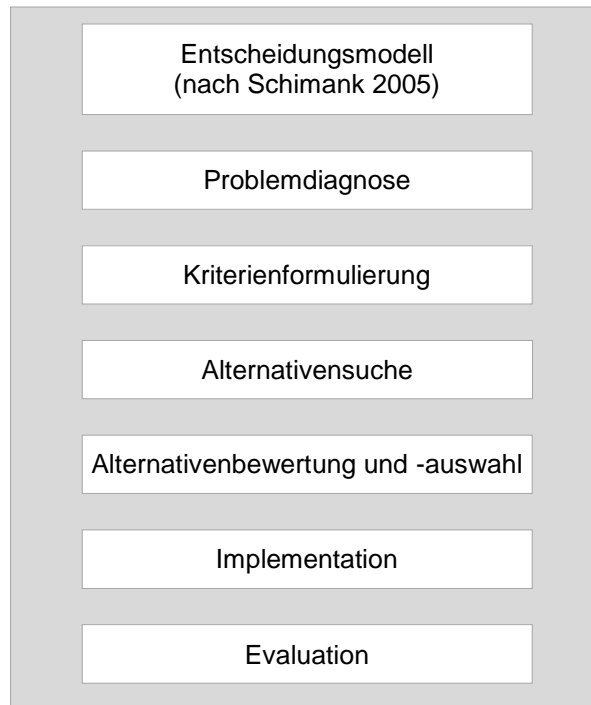 Entscheidungsmodell
(nach Schimank 2005)
Problemdiagnose
Kriterienformulierung
Alternativensuche
Alternativenbewertung und -auswahl
Implementation
Evaluation